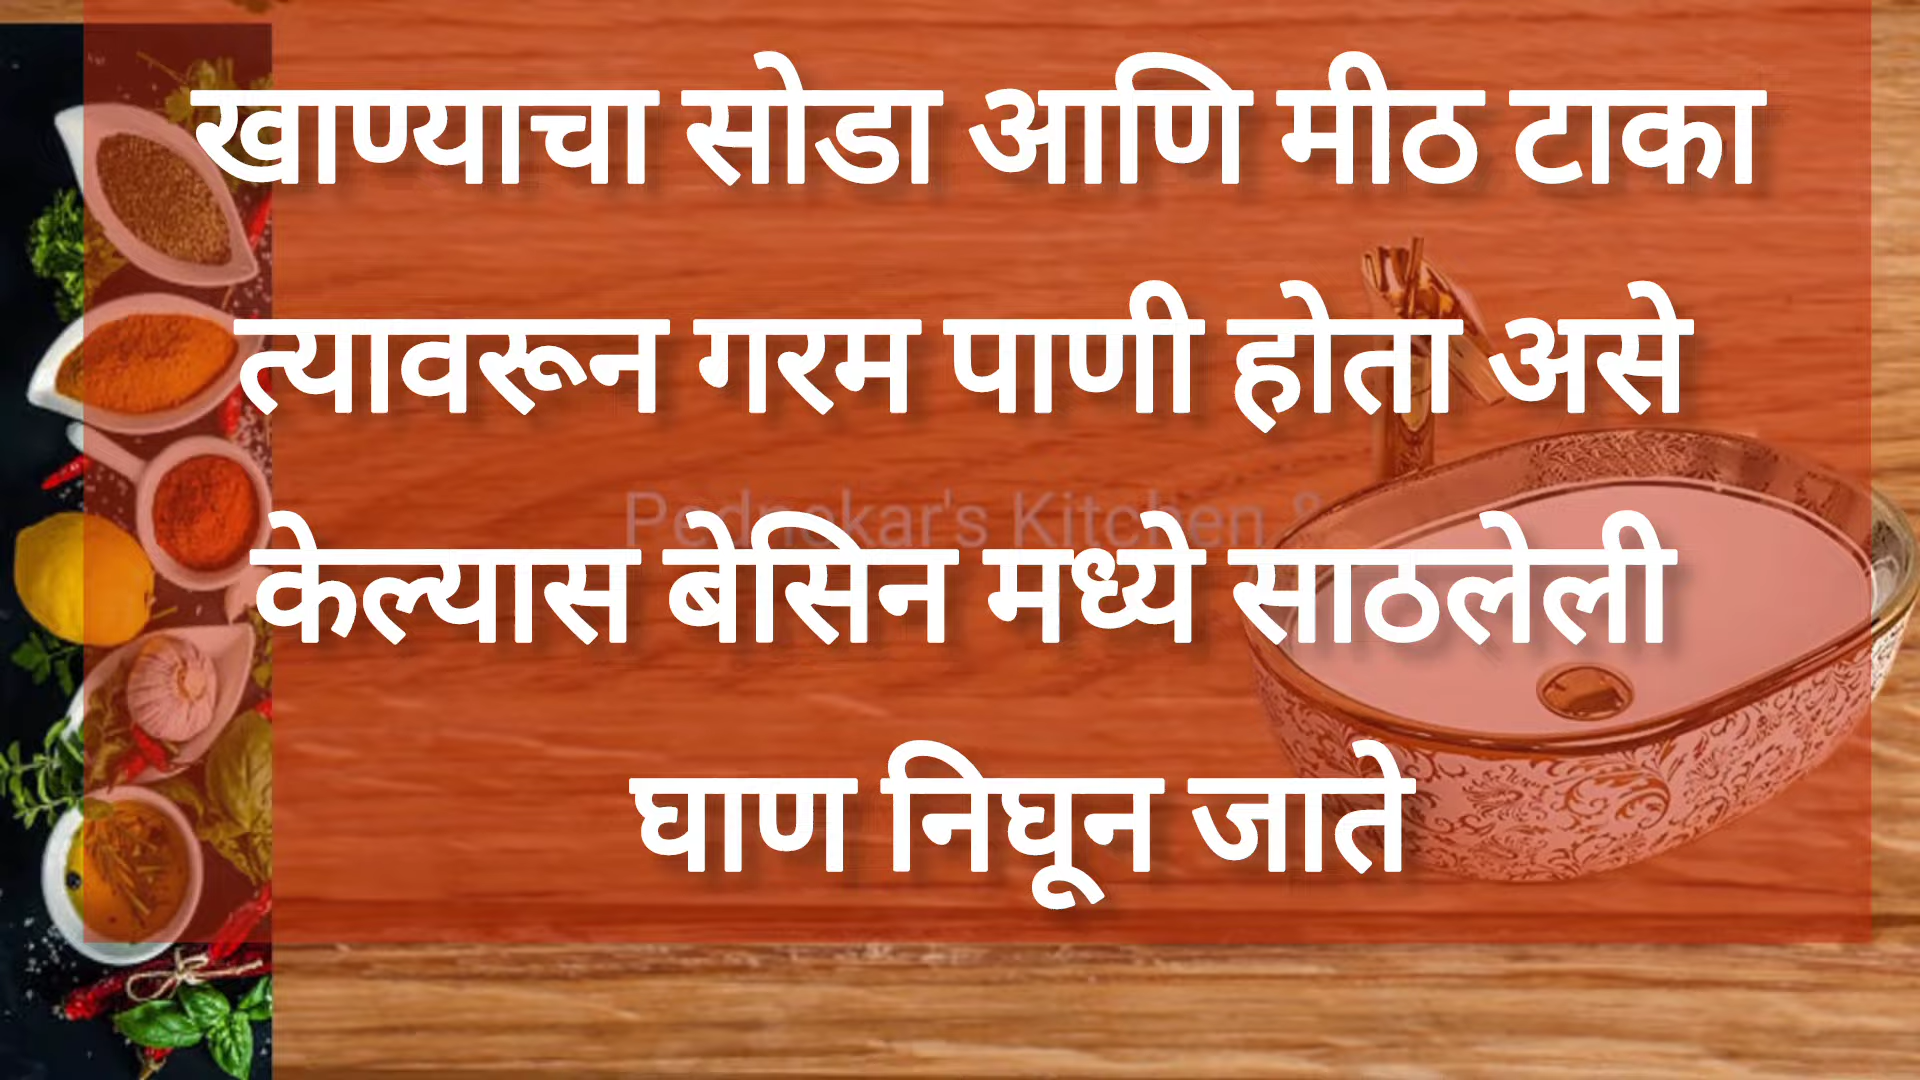 खाण्याचा सोडा आणि मीठ टाका
त्यावरून गरम पाणी होता असे
Pednekar's Kitchen &
केल्यास बेसिन मध्ये साठलेली
घाण निघून जाते